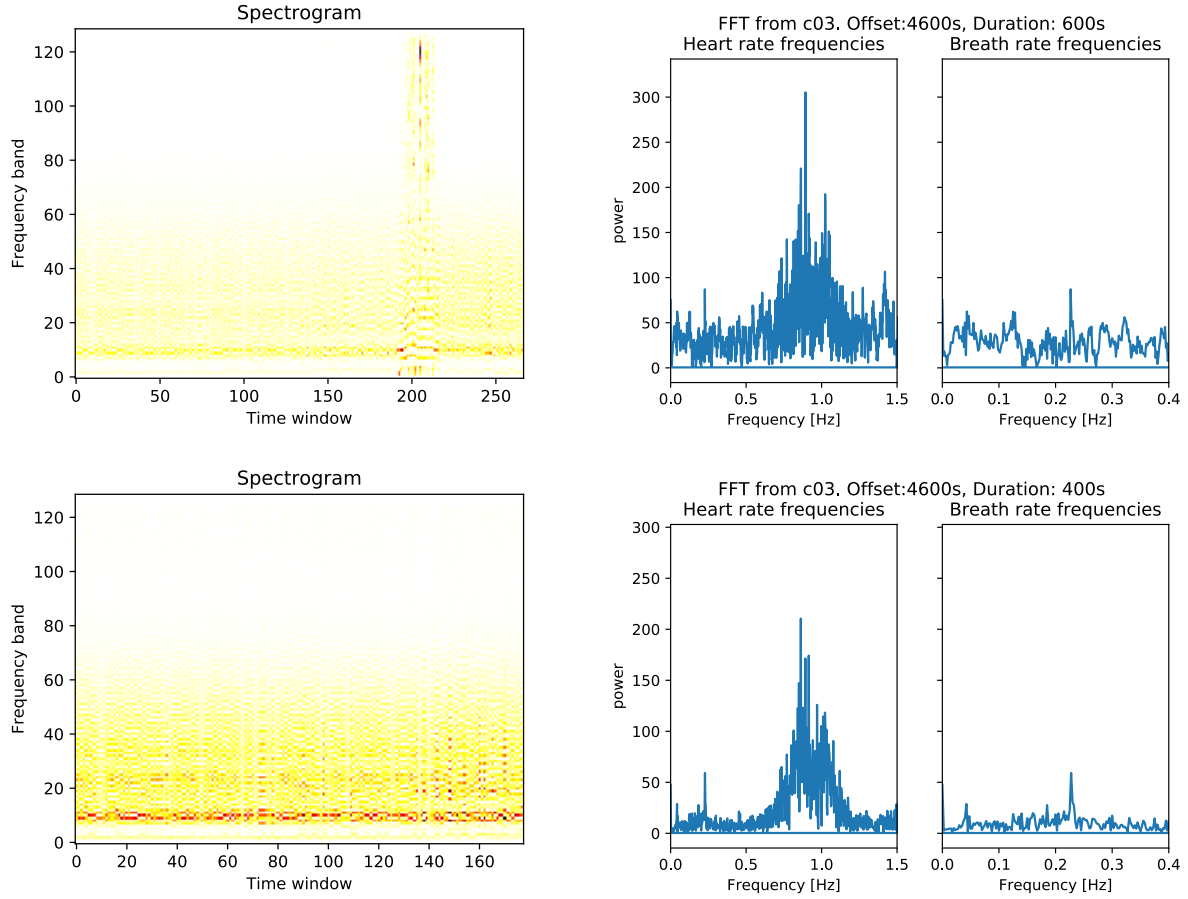 Spectrogram
120
100
80
60
40
20
0
Frequency band
0 50 100 150 200 250
Time window
FFT from c03. Offset:4600s, Duration: 600s
Heart rate frequencies
Breath rate frequencies
300
250
200
150
100
50
0
power
0.0 0.5 1.0 1.5
Frequency [Hz]
0.0 0.1 0.2 0.3 0.4
Frequency [Hz]
Spectrogram
120
100
80
60
40
20
0
Frequency band
0 20 40 60 80 100 120 140 160
Time window
FFT from c03. Offset:4600s, Duration: 400s
Heart rate frequencies
Breath rate frequencies
300
250
200
150
100
50
0
power
0.0 0.5 1.0 1.5
Frequency [Hz]
0.0 0.1 0.2 0.3 0.4
Frequency [Hz]